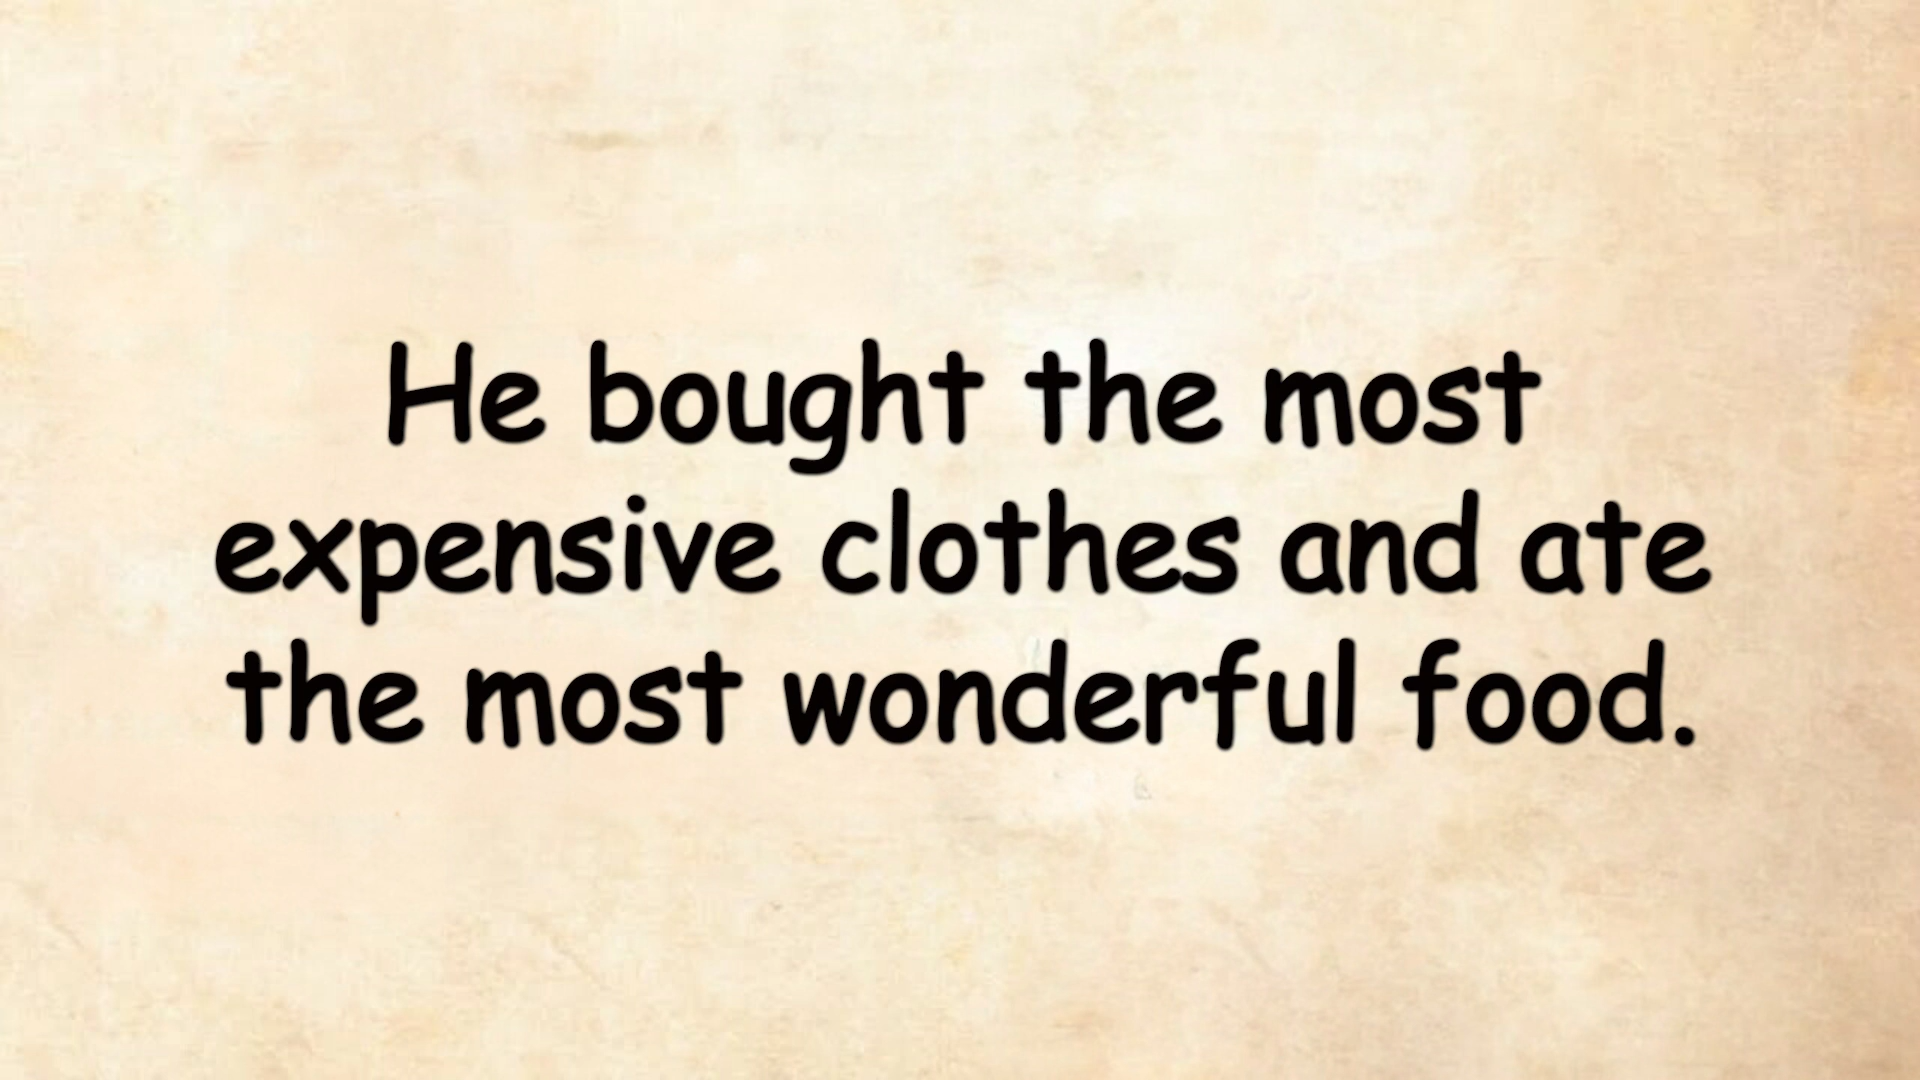 He bought the most
expensive clothes and ate
the most wonderful food.